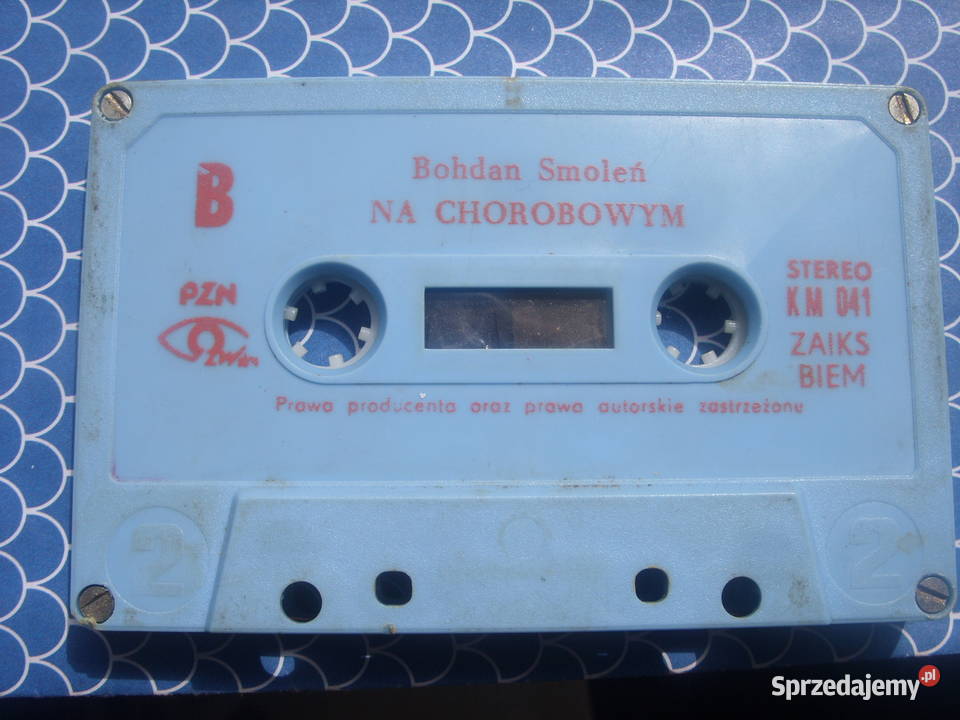 B
Bohdan Smoleń
NA CHOROBOWYM
PZN
STEREO
KM 041
ZAIKS
BIEM
Prawa producenta oraz prawa autorskie zastrzeżone
2
2
Sprzedajemy.pl